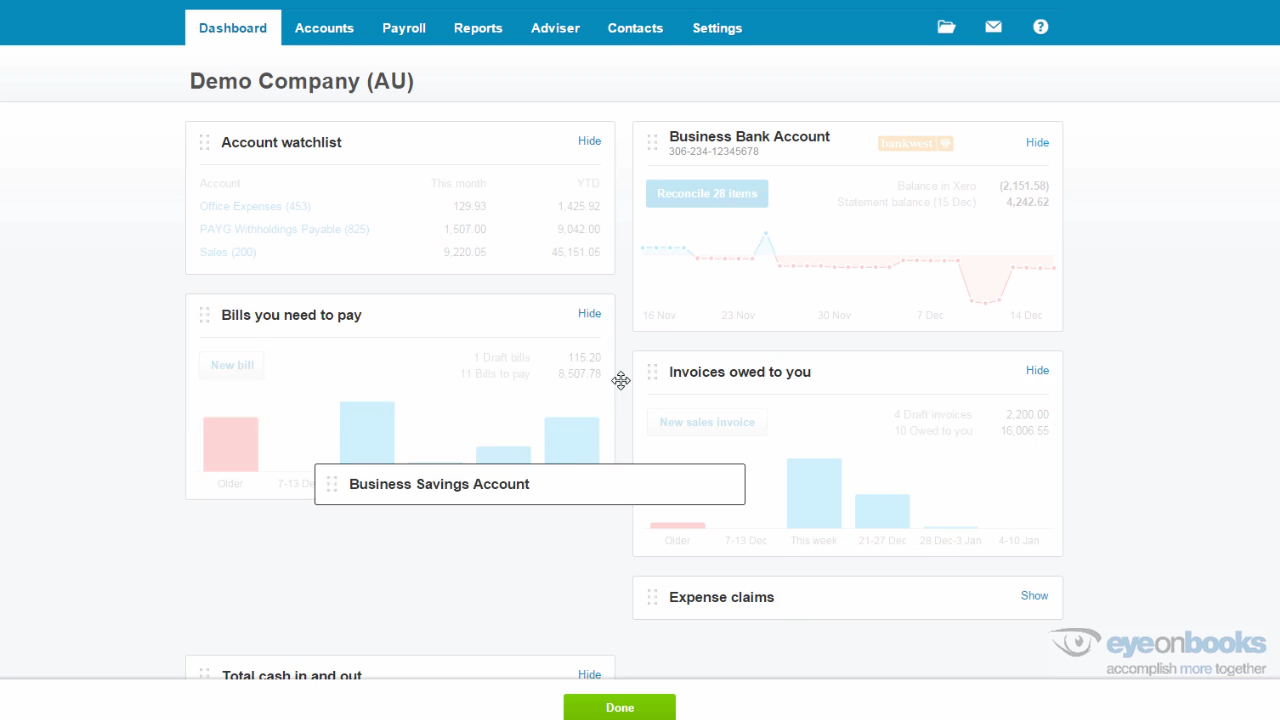 Dashboard Accounts Payroll Reports Adviser Contacts Settings
Demo Company (AU)
Account watchlist Hide
Account This month YTD
Office Expenses (453) 129.93 1,425.92
PAYG Withholdings Payable (825) 1,507.00 9,042.00
Sales (200) 9,220.05 45,151.05
Business Bank Account
306-234-12345678
bankwest
Hide
Reconcile 28 items
Balance in Xero (2,151.58)
Statement balance (15 Dec) 4,242.62
16 Nov 23 Nov 30 Nov 7 Dec 14 Dec
Bills you need to pay Hide
New bill
1 Draft bills 115.20
11 Bills to pay 8,507.78
Older 7-13 De
Business Savings Account
Invoices owed to you Hide
New sales invoice
4 Draft invoices 2,200.00
10 Owed to you 16,006.55
Older 7-13 Dec This week 21-27 Dec 28 Dec-3 Jan 4-10 Jan
Expense claims Show
Total cash in and out Hide
Done
eyeonbooks
accomplish more together